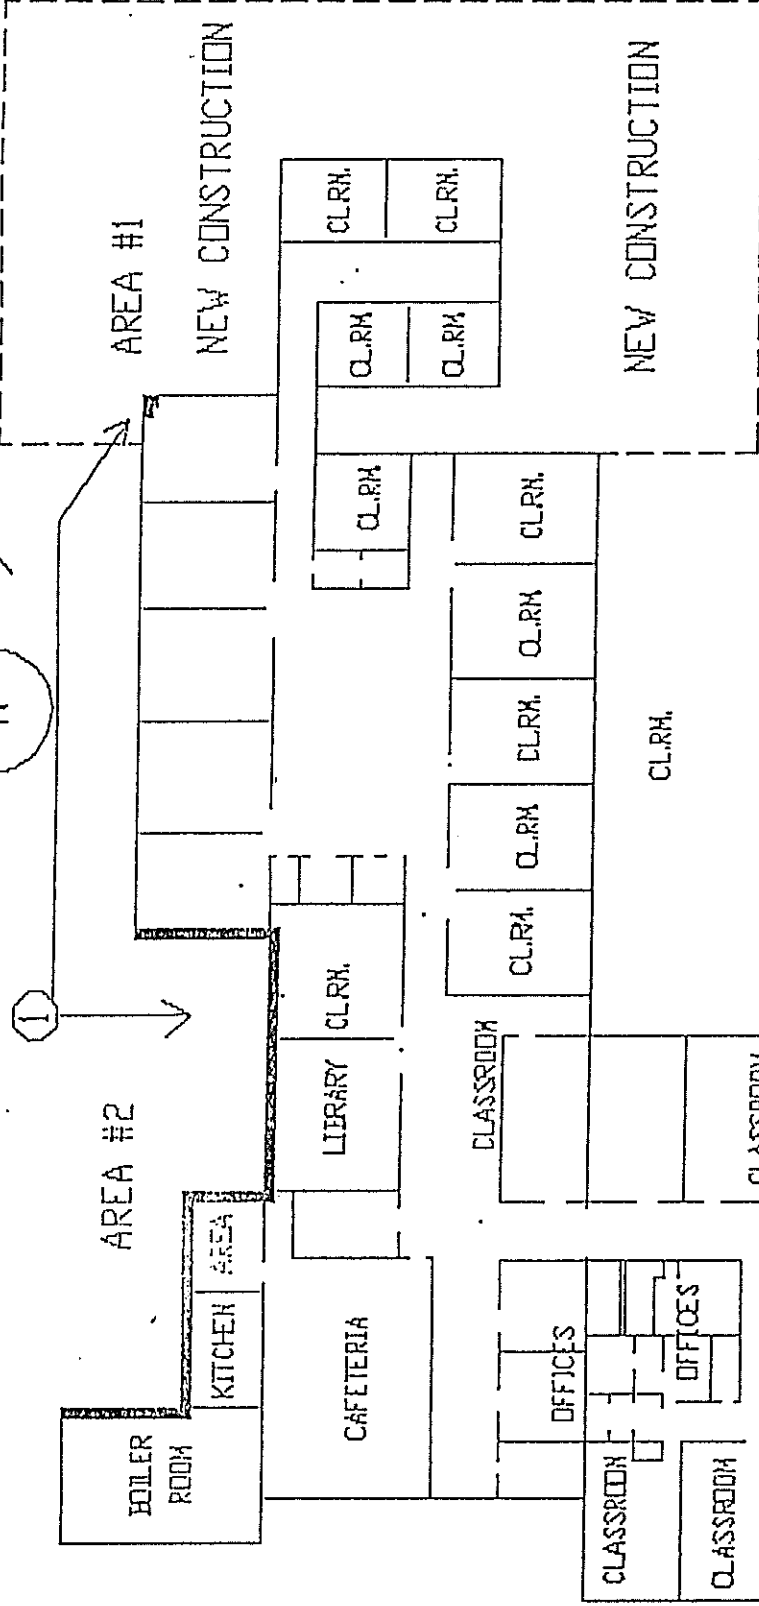 1
AREA #2
AREA #1
BOILER
ROOM
NEW CONSTRUCTION
KITCHEN AREA
LIBRARY
CL.RM.
CL.RM.
CAFETERIA
CL.RM
CL.RM
CL.RM
CL.RM.
CLASSROOM
CL.RM.
CL.RM
CL.RM.
CL.RM
CL.RM.
OFFICES
CLASSROOM
OFFICES
CL.RM.
NEW CONSTRUCTION
CLASSROOM